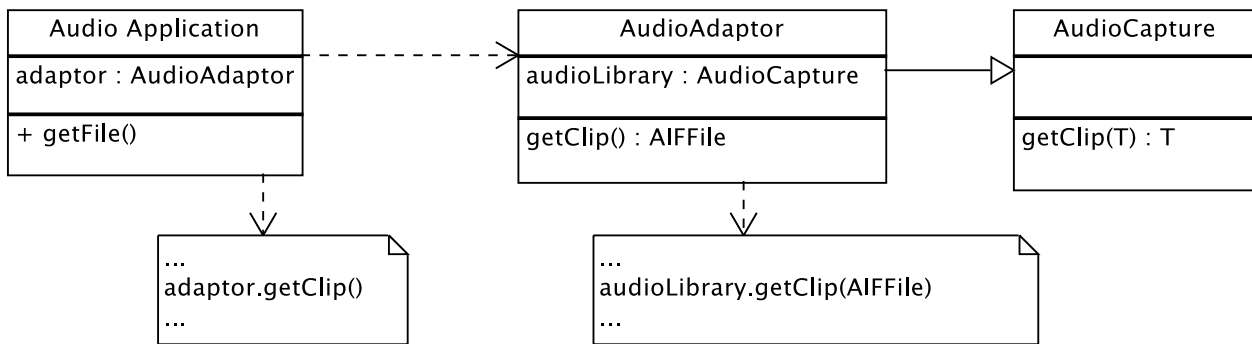 Audio Application
adaptor : AudioAdaptor
+ getFile()
AudioAdaptor
audioLibrary : AudioCapture
getClip() : AIFFile
AudioCapture
getClip(T) : T
...
adaptor.getClip()
...
...
audioLibrary.getClip(AIFFile)
...